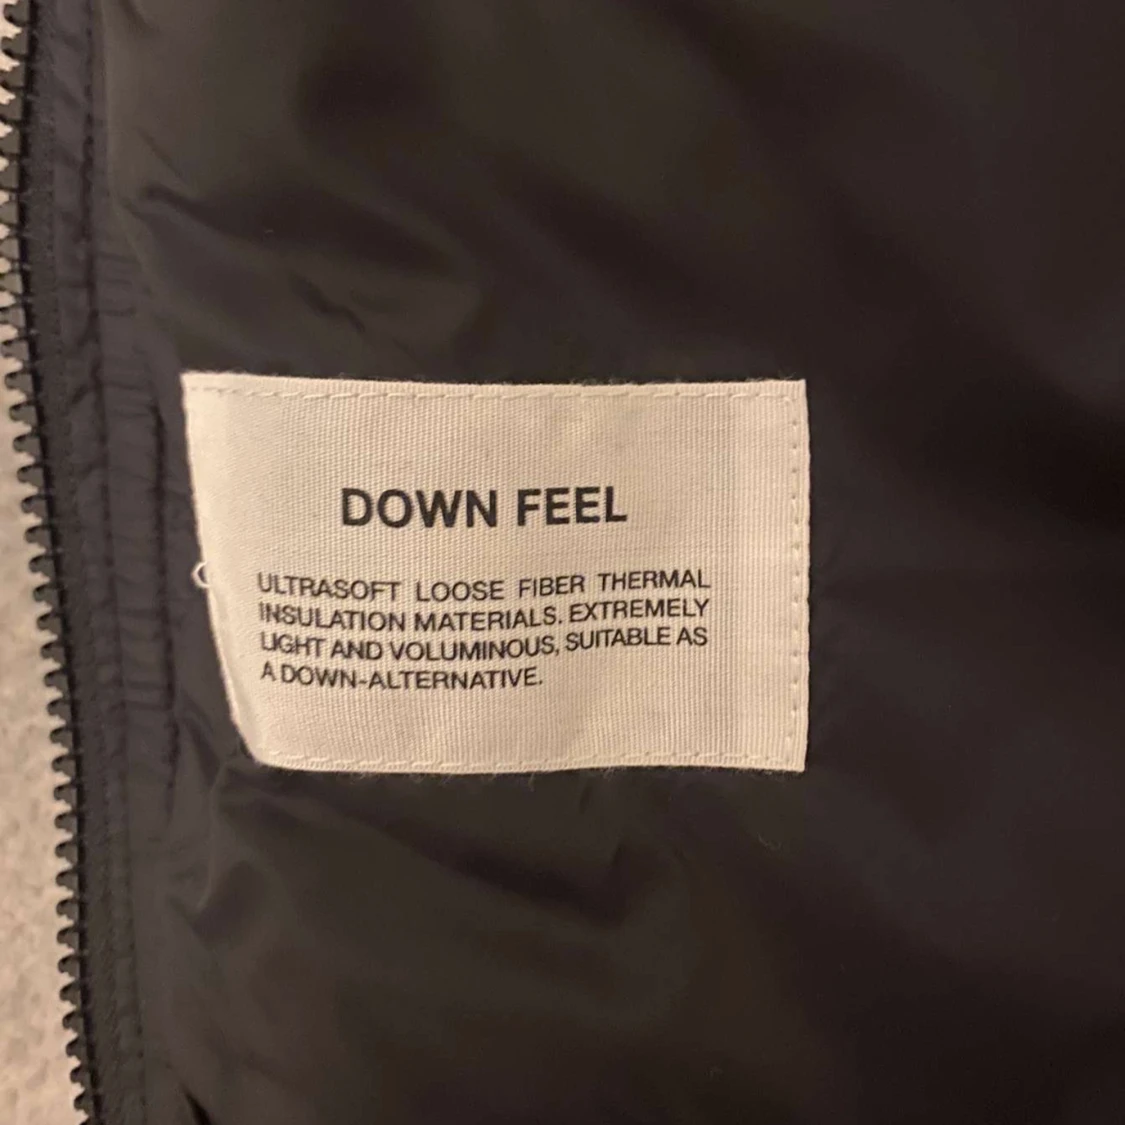 DOWN FEEL
ULTRASOFT LOOSE FIBER THERMAL
INSULATION MATERIALS. EXTREMELY
LIGHT AND VOLUMINOUS, SUITABLE AS
A DOWN-ALTERNATIVE.